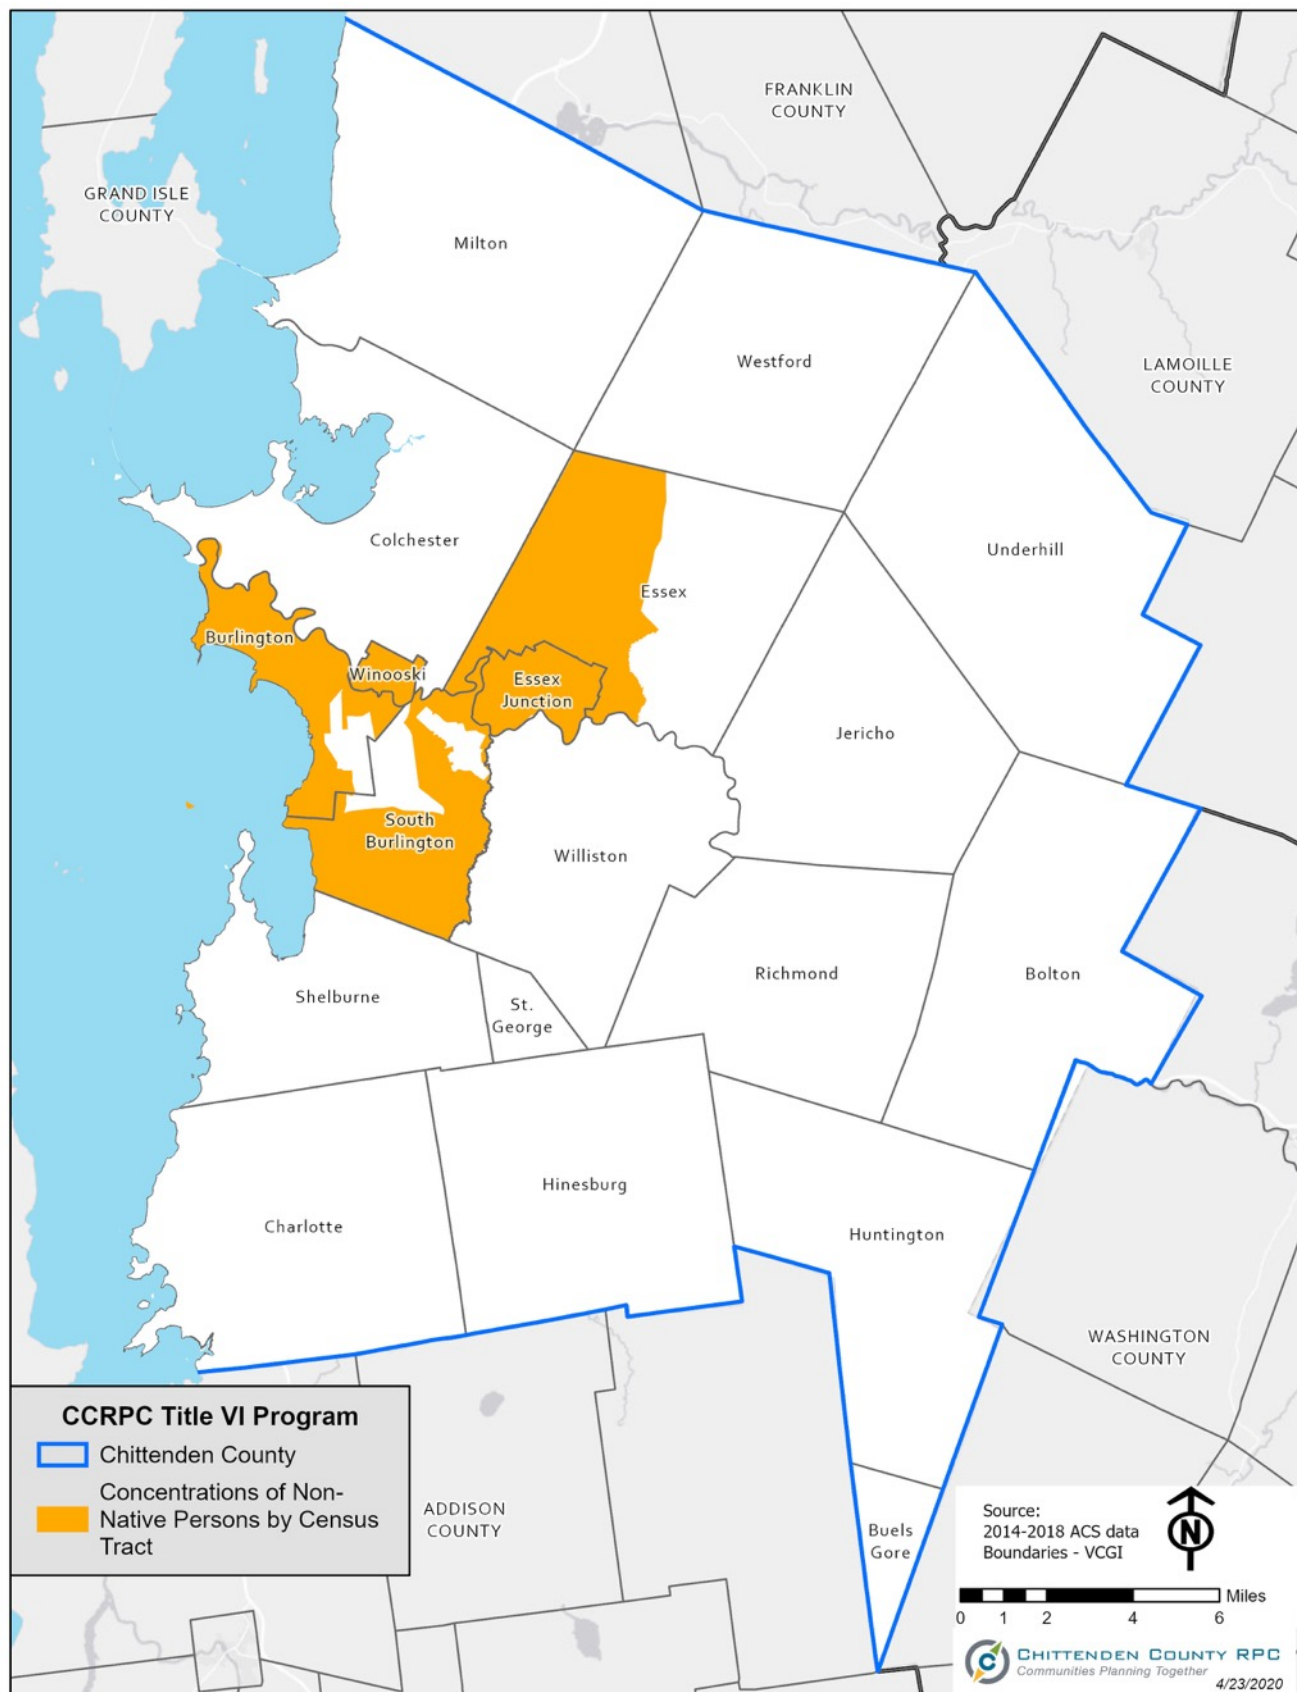 FRANKLIN
COUNTY
GRAND ISLE
COUNTY
Milton
Westford
LAMOILLE
COUNTY
Colchester
Underhill
Essex
Burlington
Winooski
Essex
Junction
Jericho
South
Burlington
Williston
Richmond
Bolton
Shelburne
St.
George
Hinesburg
Charlotte
Huntington
WASHINGTON
COUNTY
CCRPC Title VI Program
Chittenden County
Concentrations of Non-
Native Persons by Census
Tract
ADDISON
COUNTY
Buels
Gore
Source:
2014-2018 ACS data
Boundaries - VCGI
N
Miles
0 1 2 4 6
C
CHITTENDEN COUNTY RPC
Communities Planning Together
4/23/2020